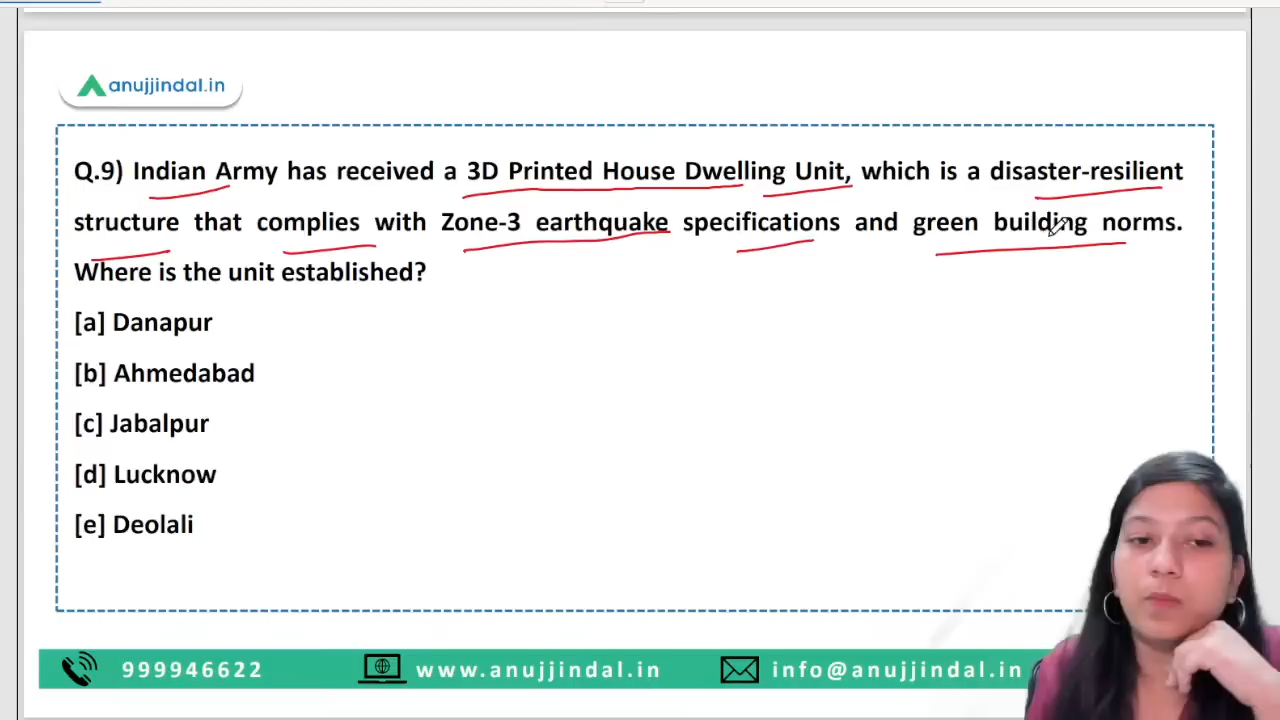 anujjindal.in
Q.9) Indian Army has received a 3D Printed House Dwelling Unit, which is a disaster-resilient
structure that complies with Zone-3 earthquake specifications and green building norms.
Where is the unit established?
[a] Danapur
[b] Ahmedabad
[c] Jabalpur
[d] Lucknow
[e] Deolali
999946622
www.anujjindal.in
info@anujjindal.in